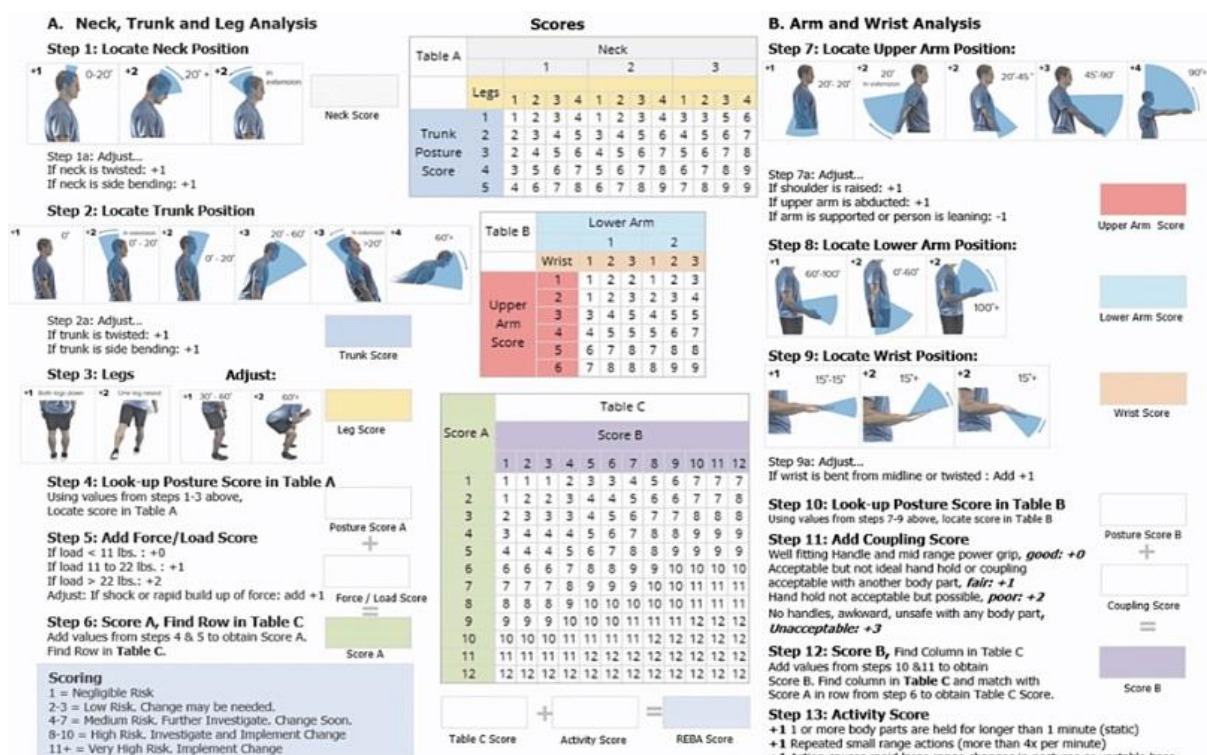 A. Neck, Trunk and Leg Analysis
Step 1: Locate Neck Position
+1 0-20° +2 20°+ +2 in extension
Neck Score
Step 1a: Adjust...
If neck is twisted: +1
If neck is side bending: +1
Step 2: Locate Trunk Position
+1 0° +2 in extension 0°-20° +2 0°-20° +3 20°-60° +3 in extension >20° +4 60°+
Step 2a: Adjust...
If trunk is twisted: +1
If trunk is side bending: +1
Trunk Score
Step 3: Legs Adjust:
+1 Both legs down +2 One leg raised +1 30°-60° +2 60°+
Leg Score
Step 4: Look-up Posture Score in Table A
Using values from steps 1-3 above,
Locate score in Table A
Posture Score A
+
Step 5: Add Force/Load Score
If load < 11 lbs. : +0
If load 11 to 22 lbs. : +1
If load > 22 lbs.: +2
Adjust: If shock or rapid build up of force: add +1
Force / Load Score
=
Step 6: Score A, Find Row in Table C
Add values from steps 4 & 5 to obtain Score A.
Find Row in Table C.
Score A
Scoring
1 = Negligible Risk
2-3 = Low Risk. Change may be needed.
4-7 = Medium Risk. Further Investigate. Change Soon.
8-10 = High Risk. Investigate and Implement Change
11+ = Very High Risk. Implement Change
Scores
Table A Neck
1 2 3
Legs 1 2 3 4 1 2 3 4 1 2 3 4
Trunk Posture Score
1 1 2 3 4 1 2 3 4 3 3 5 6
2 2 3 4 5 3 4 5 6 4 5 6 7
3 2 4 5 6 4 5 6 7 5 6 7 8
4 3 5 6 7 5 6 7 8 6 7 8 9
5 4 6 7 8 6 7 8 9 7 8 9 9
Table B Lower Arm
1 2
Wrist 1 2 3 1 2 3
Upper Arm Score
1 1 2 2 1 2 3
2 1 2 3 2 3 4
3 3 4 5 4 5 5
4 4 5 5 5 6 7
5 6 7 8 7 8 8
6 7 8 8 8 9 9
Table C
Score A Score B
1 2 3 4 5 6 7 8 9 10 11 12
1 1 1 1 2 3 3 4 5 6 7 7 7
2 1 2 2 3 4 4 5 6 6 7 7 8
3 2 3 3 3 4 5 6 7 7 8 8 8
4 3 4 4 4 5 6 7 8 8 9 9 9
5 4 4 4 5 6 7 8 8 9 9 9 9
6 6 6 6 7 8 8 9 9 10 10 10 10
7 7 7 7 8 9 9 9 10 10 11 11 11
8 8 8 8 9 10 10 10 10 10 11 11 11
9 9 9 9 10 10 10 11 11 11 12 12 12
10 10 10 10 11 11 11 11 12 12 12 12 12
11 11 11 11 11 12 12 12 12 12 12 12 12
12 12 12 12 12 12 12 12 12 12 12 12 12
+ =
Table C Score Activity Score REBA Score
B. Arm and Wrist Analysis
Step 7: Locate Upper Arm Position:
+1 20°-20° +2 20° in extension +2 20°-45° +3 45°-90° +4 90°+
Step 7a: Adjust...
If shoulder is raised: +1
If upper arm is abducted: +1
If arm is supported or person is leaning: -1
Upper Arm Score
Step 8: Locate Lower Arm Position:
+1 60°-100° +2 0°-60° +2 100°+
Lower Arm Score
Step 9: Locate Wrist Position:
+1 15°-15° +2 15°+ +2 15°+
Wrist Score
Step 9a: Adjust...
If wrist is bent from midline or twisted : Add +1
Step 10: Look-up Posture Score in Table B
Using values from steps 7-9 above, locate score in Table B
Posture Score B
+
Step 11: Add Coupling Score
Well fitting Handle and mid range power grip, good: +0
Acceptable but not ideal hand hold or coupling
acceptable with another body part, fair: +1
Hand hold not acceptable but possible, poor: +2
No handles, awkward, unsafe with any body part,
Unacceptable: +3
Coupling Score
=
Step 12: Score B, Find Column in Table C
Add values from steps 10 &11 to obtain
Score B. Find column in Table C and match with
Score A in row from step 6 to obtain Table C Score.
Score B
Step 13: Activity Score
+1 1 or more body parts are held for longer than 1 minute (static)
+1 Repeated small range actions (more than 4x per minute)